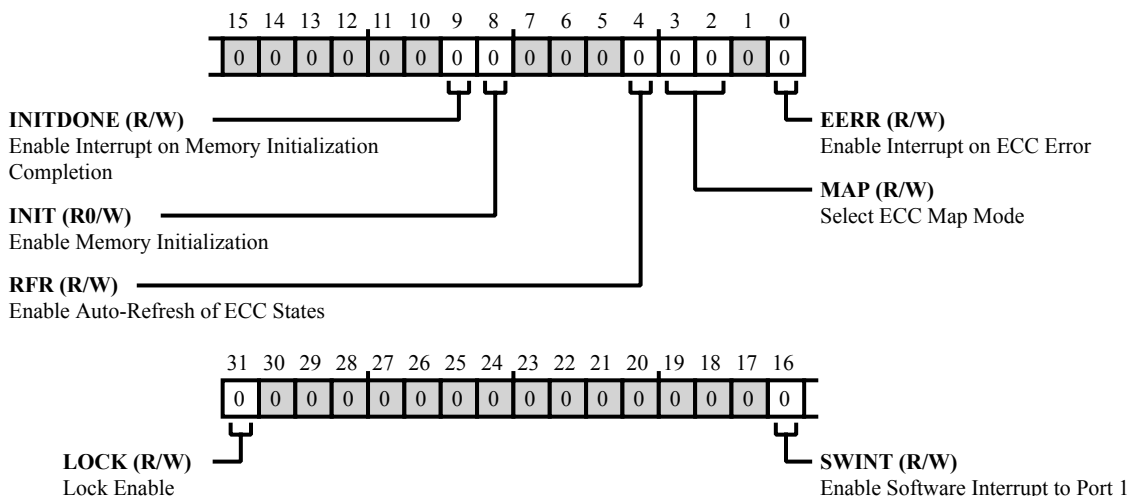 15 14 13 12 11 10 9 8 7 6 5 4 3 2 1 0
0 0 0 0 0 0 0 0 0 0 0 0 0 0 0 0
INITDONE (R/W)
Enable Interrupt on Memory Initialization
Completion
INIT (R0/W)
Enable Memory Initialization
RFR (R/W)
Enable Auto-Refresh of ECC States
EERR (R/W)
Enable Interrupt on ECC Error
MAP (R/W)
Select ECC Map Mode
31 30 29 28 27 26 25 24 23 22 21 20 19 18 17 16
0 0 0 0 0 0 0 0 0 0 0 0 0 0 0 0
LOCK (R/W)
Lock Enable
SWINT (R/W)
Enable Software Interrupt to Port 1